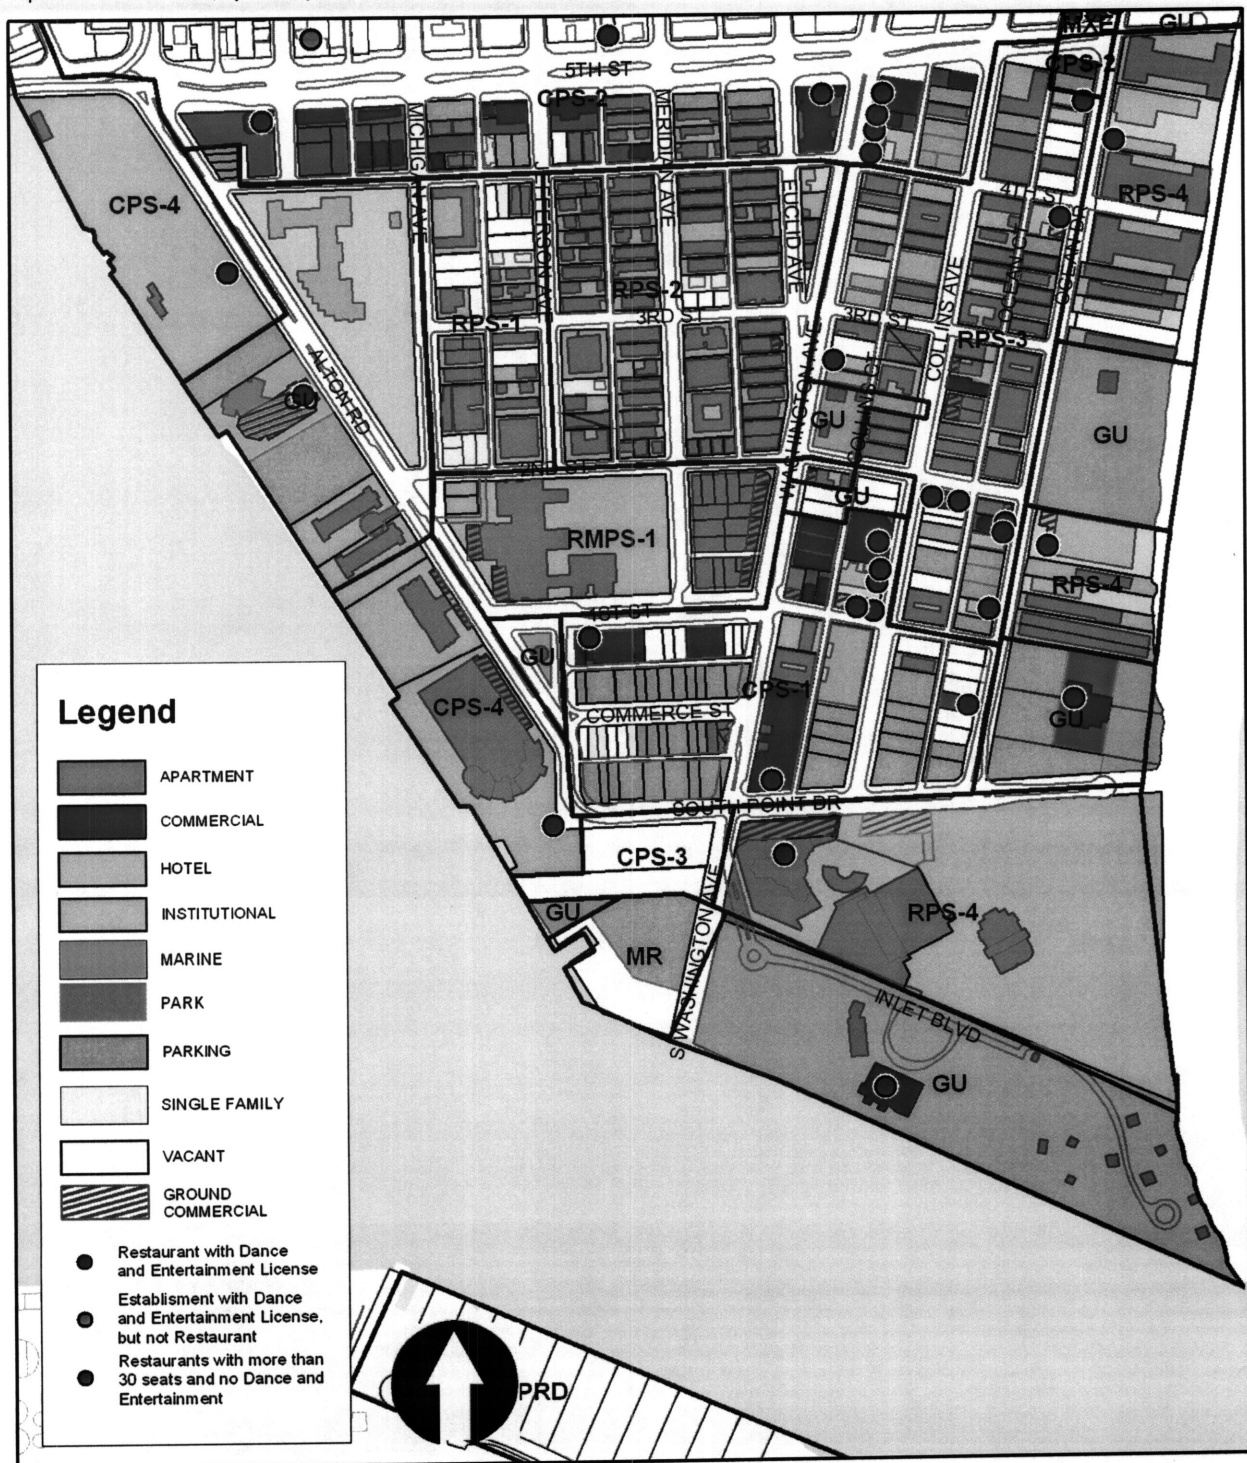 MXE
GU
5TH ST
CPS-2
CPS-2
MERIDIAN AVE
CPS-4
4TH ST
RPS-4
EUCLID AVE
COLLINS AVE
RPS-2
RPS-1
3RD ST
3RD ST
RPS-3
ALTON RD
WASHINGTON AVE
COLLINS CT
GU
GU
GU
2ND ST
GU
RMPS-1
RPS-4
1ST ST
GU
CPS-1
CPS-4
COMMERCE ST
GU
SOUTH POINT DR
CPS-3
GU
MR
S WASHINGTON AVE
RPS-4
INLET BLVD
GU
PRD
Legend
APARTMENT
COMMERCIAL
HOTEL
INSTITUTIONAL
MARINE
PARK
PARKING
SINGLE FAMILY
VACANT
GROUND
COMMERCIAL
Restaurant with Dance
and Entertainment License
Establisment with Dance
and Entertainment License,
but not Restaurant
Restaurants with more than
30 seats and no Dance and
Entertainment